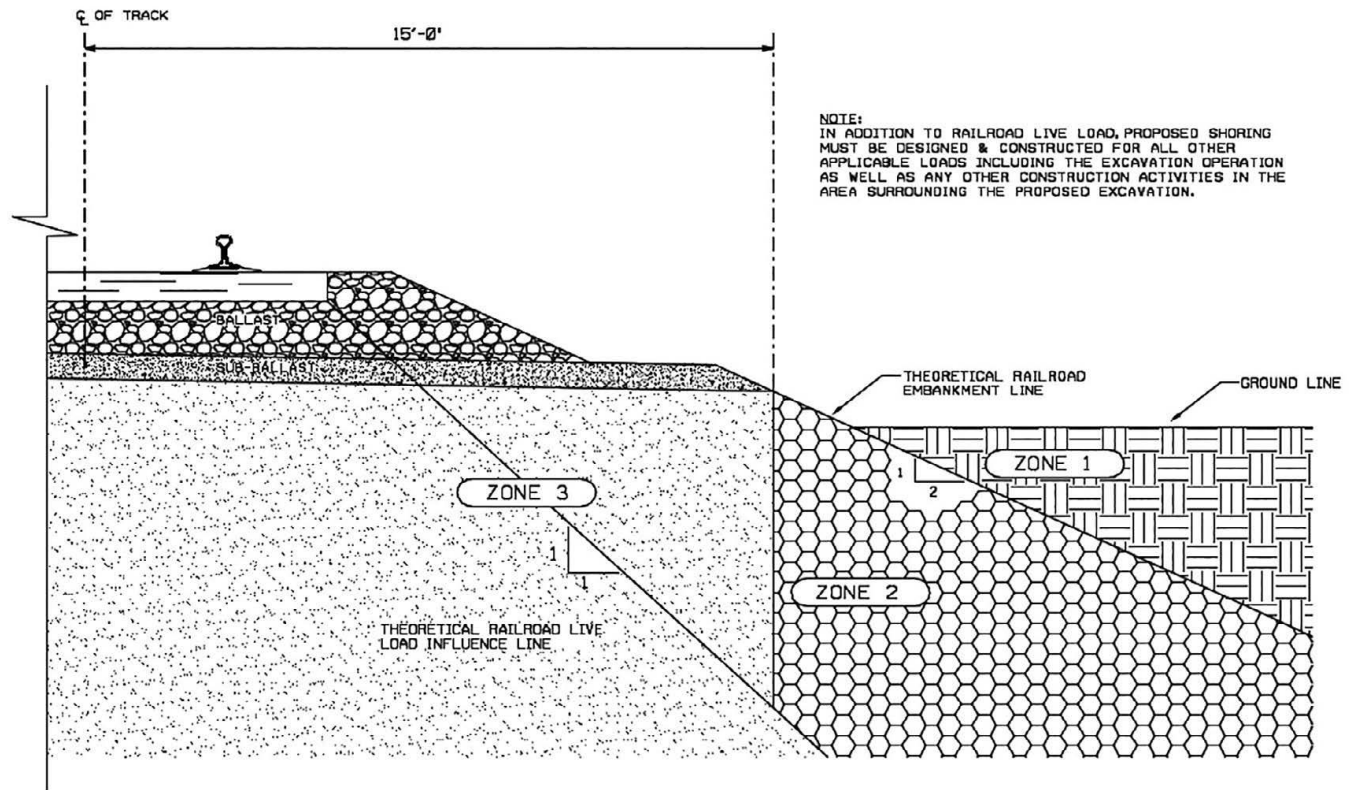 ℄ OF TRACK
15'-0"
NOTE:
IN ADDITION TO RAILROAD LIVE LOAD, PROPOSED SHORING
MUST BE DESIGNED & CONSTRUCTED FOR ALL OTHER
APPLICABLE LOADS INCLUDING THE EXCAVATION OPERATION
AS WELL AS ANY OTHER CONSTRUCTION ACTIVITIES IN THE
AREA SURROUNDING THE PROPOSED EXCAVATION.
BALLAST
SUB-BALLAST
THEORETICAL RAILROAD
EMBANKMENT LINE
GROUND LINE
ZONE 1
1
2
ZONE 3
1
1
ZONE 2
THEORETICAL RAILROAD LIVE
LOAD INFLUENCE LINE